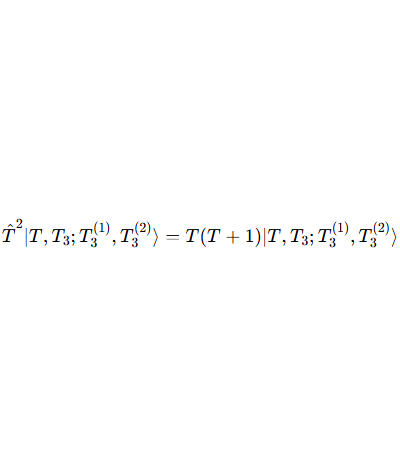 $\hat{T}^2|T, T_3; T_3^{(1)}, T_3^{(2)}\rangle = T(T+1)|T, T_3; T_3^{(1)}, T_3^{(2)}\rangle$